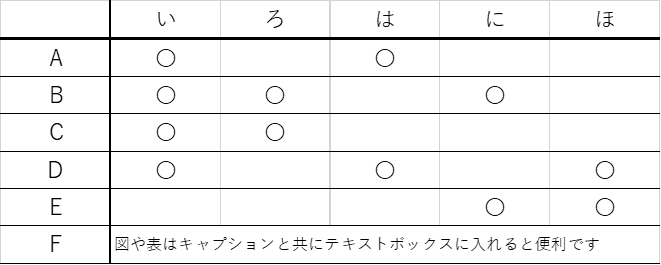 い ろ は に ほ
A ○ ○
B ○ ○ ○
C ○ ○
D ○ ○ ○
E ○ ○
F 図や表はキャプションと共にテキストボックスに入れると便利です